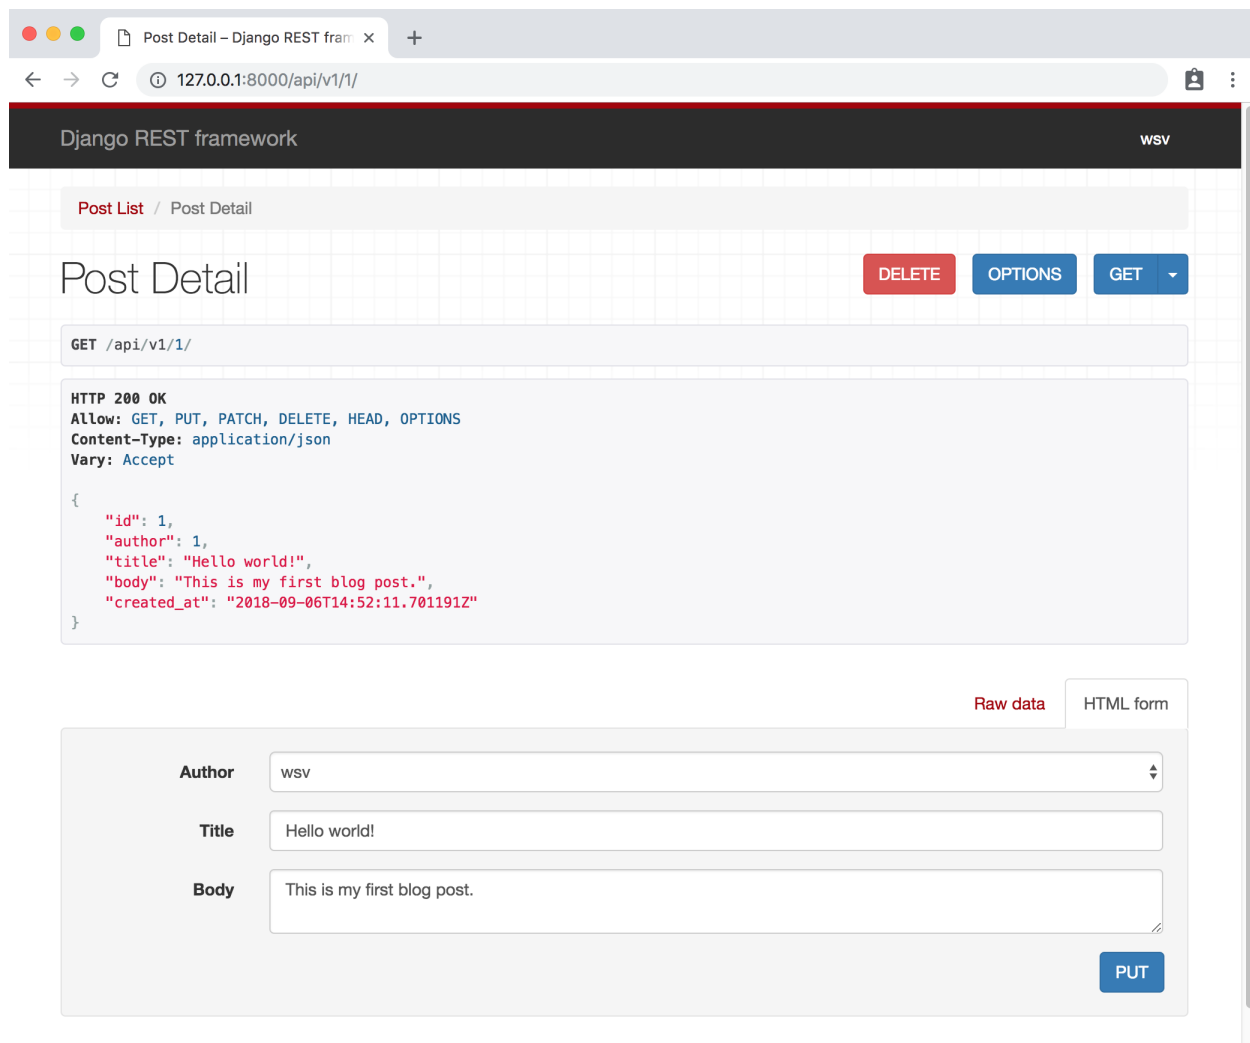 Post Detail – Django REST fram
127.0.0.1:8000/api/v1/1/
Django REST framework
wsv
Post List / Post Detail
Post Detail
DELETE
OPTIONS
GET
GET /api/v1/1/
HTTP 200 OK
Allow: GET, PUT, PATCH, DELETE, HEAD, OPTIONS
Content-Type: application/json
Vary: Accept
{
"id": 1,
"author": 1,
"title": "Hello world!",
"body": "This is my first blog post.",
"created_at": "2018-09-06T14:52:11.701191Z"
}
Raw data
HTML form
Author
wsv
Title
Hello world!
Body
This is my first blog post.
PUT